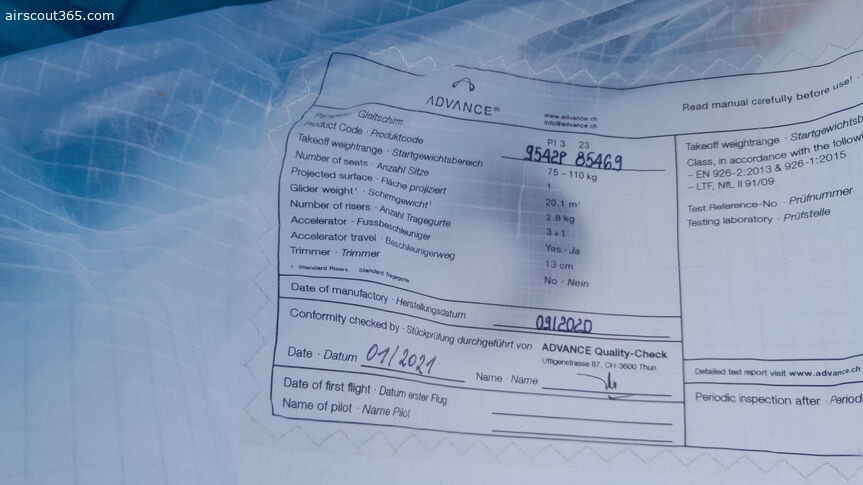 airscout365.com
ADVANCE®
www.advance.ch
info@advance.ch
Read manual carefully before use! ·
Gleitschirm PI 3 23
Product Code · Produktcode 9542P 85469
Takeoff weightrange · Startgewichtsbereich 75 – 110 kg
Number of seats · Anzahl Sitze 1
Projected surface · Fläche projiziert 20.1 m²
Glider weight¹ · Schirmgewicht¹ 2.8 kg
Number of risers · Anzahl Tragegurte 3 + 1
Accelerator · Fussbeschleuniger Yes · Ja
Accelerator travel · Beschleunigerweg 13 cm
Trimmer · Trimmer No · Nein
1 Standard Risers Standard Tragegurte
Date of manufactory · Herstellungsdatum 09/2020
Conformity checked by · Stückprüfung durchgeführt von ADVANCE Quality-Check
Uttigenstrasse 87, CH-3600 Thun
Date · Datum 01/2021 Name · Name
Date of first flight · Datum erster Flug
Name of pilot · Name Pilot
Takeoff weightrange · Startgewichtsb
Class, in accordance with the followi
– EN 926-2:2013 & 926-1:2015
– LTF, NfL II 91/09
Test Reference-No · Prüfnummer
Testing laboratory · Prüfstelle
Detailed test report visit www.advance.ch
Periodic inspection after · Period